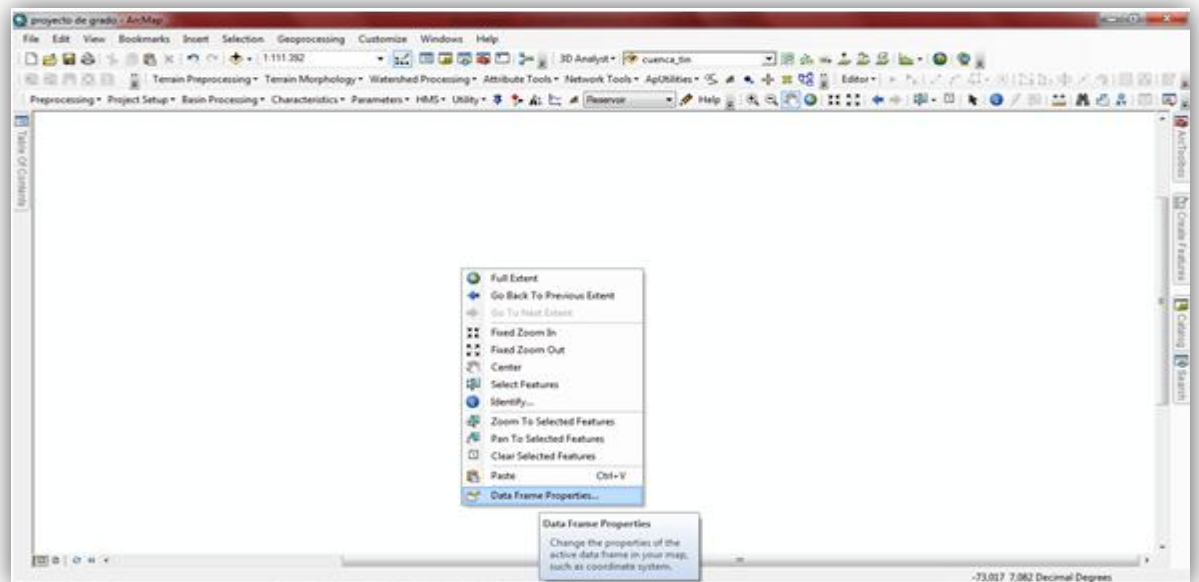 proyecto de grado - ArcMap
File Edit View Bookmarks Insert Selection Geoprocessing Customize Windows Help
1:111.392 3D Analyst cuenca_tin
Terrain Preprocessing Terrain Morphology Watershed Processing Attribute Tools Network Tools ApUtilities Editor
Preprocessing Project Setup Basin Processing Characteristics Parameters HMS Utility Reservoir Help
Table Of Contents
ArcToolbox
Create Features
Catalog
Search
Full Extent
Go Back To Previous Extent
Go To Next Extent
Fixed Zoom In
Fixed Zoom Out
Center
Select Features
Identify...
Zoom To Selected Features
Pan To Selected Features
Clear Selected Features
Paste Ctrl+V
Data Frame Properties...
Data Frame Properties
Change the properties of the
active data frame in your map,
such as coordinate system.
-73,017 7,082 Decimal Degrees